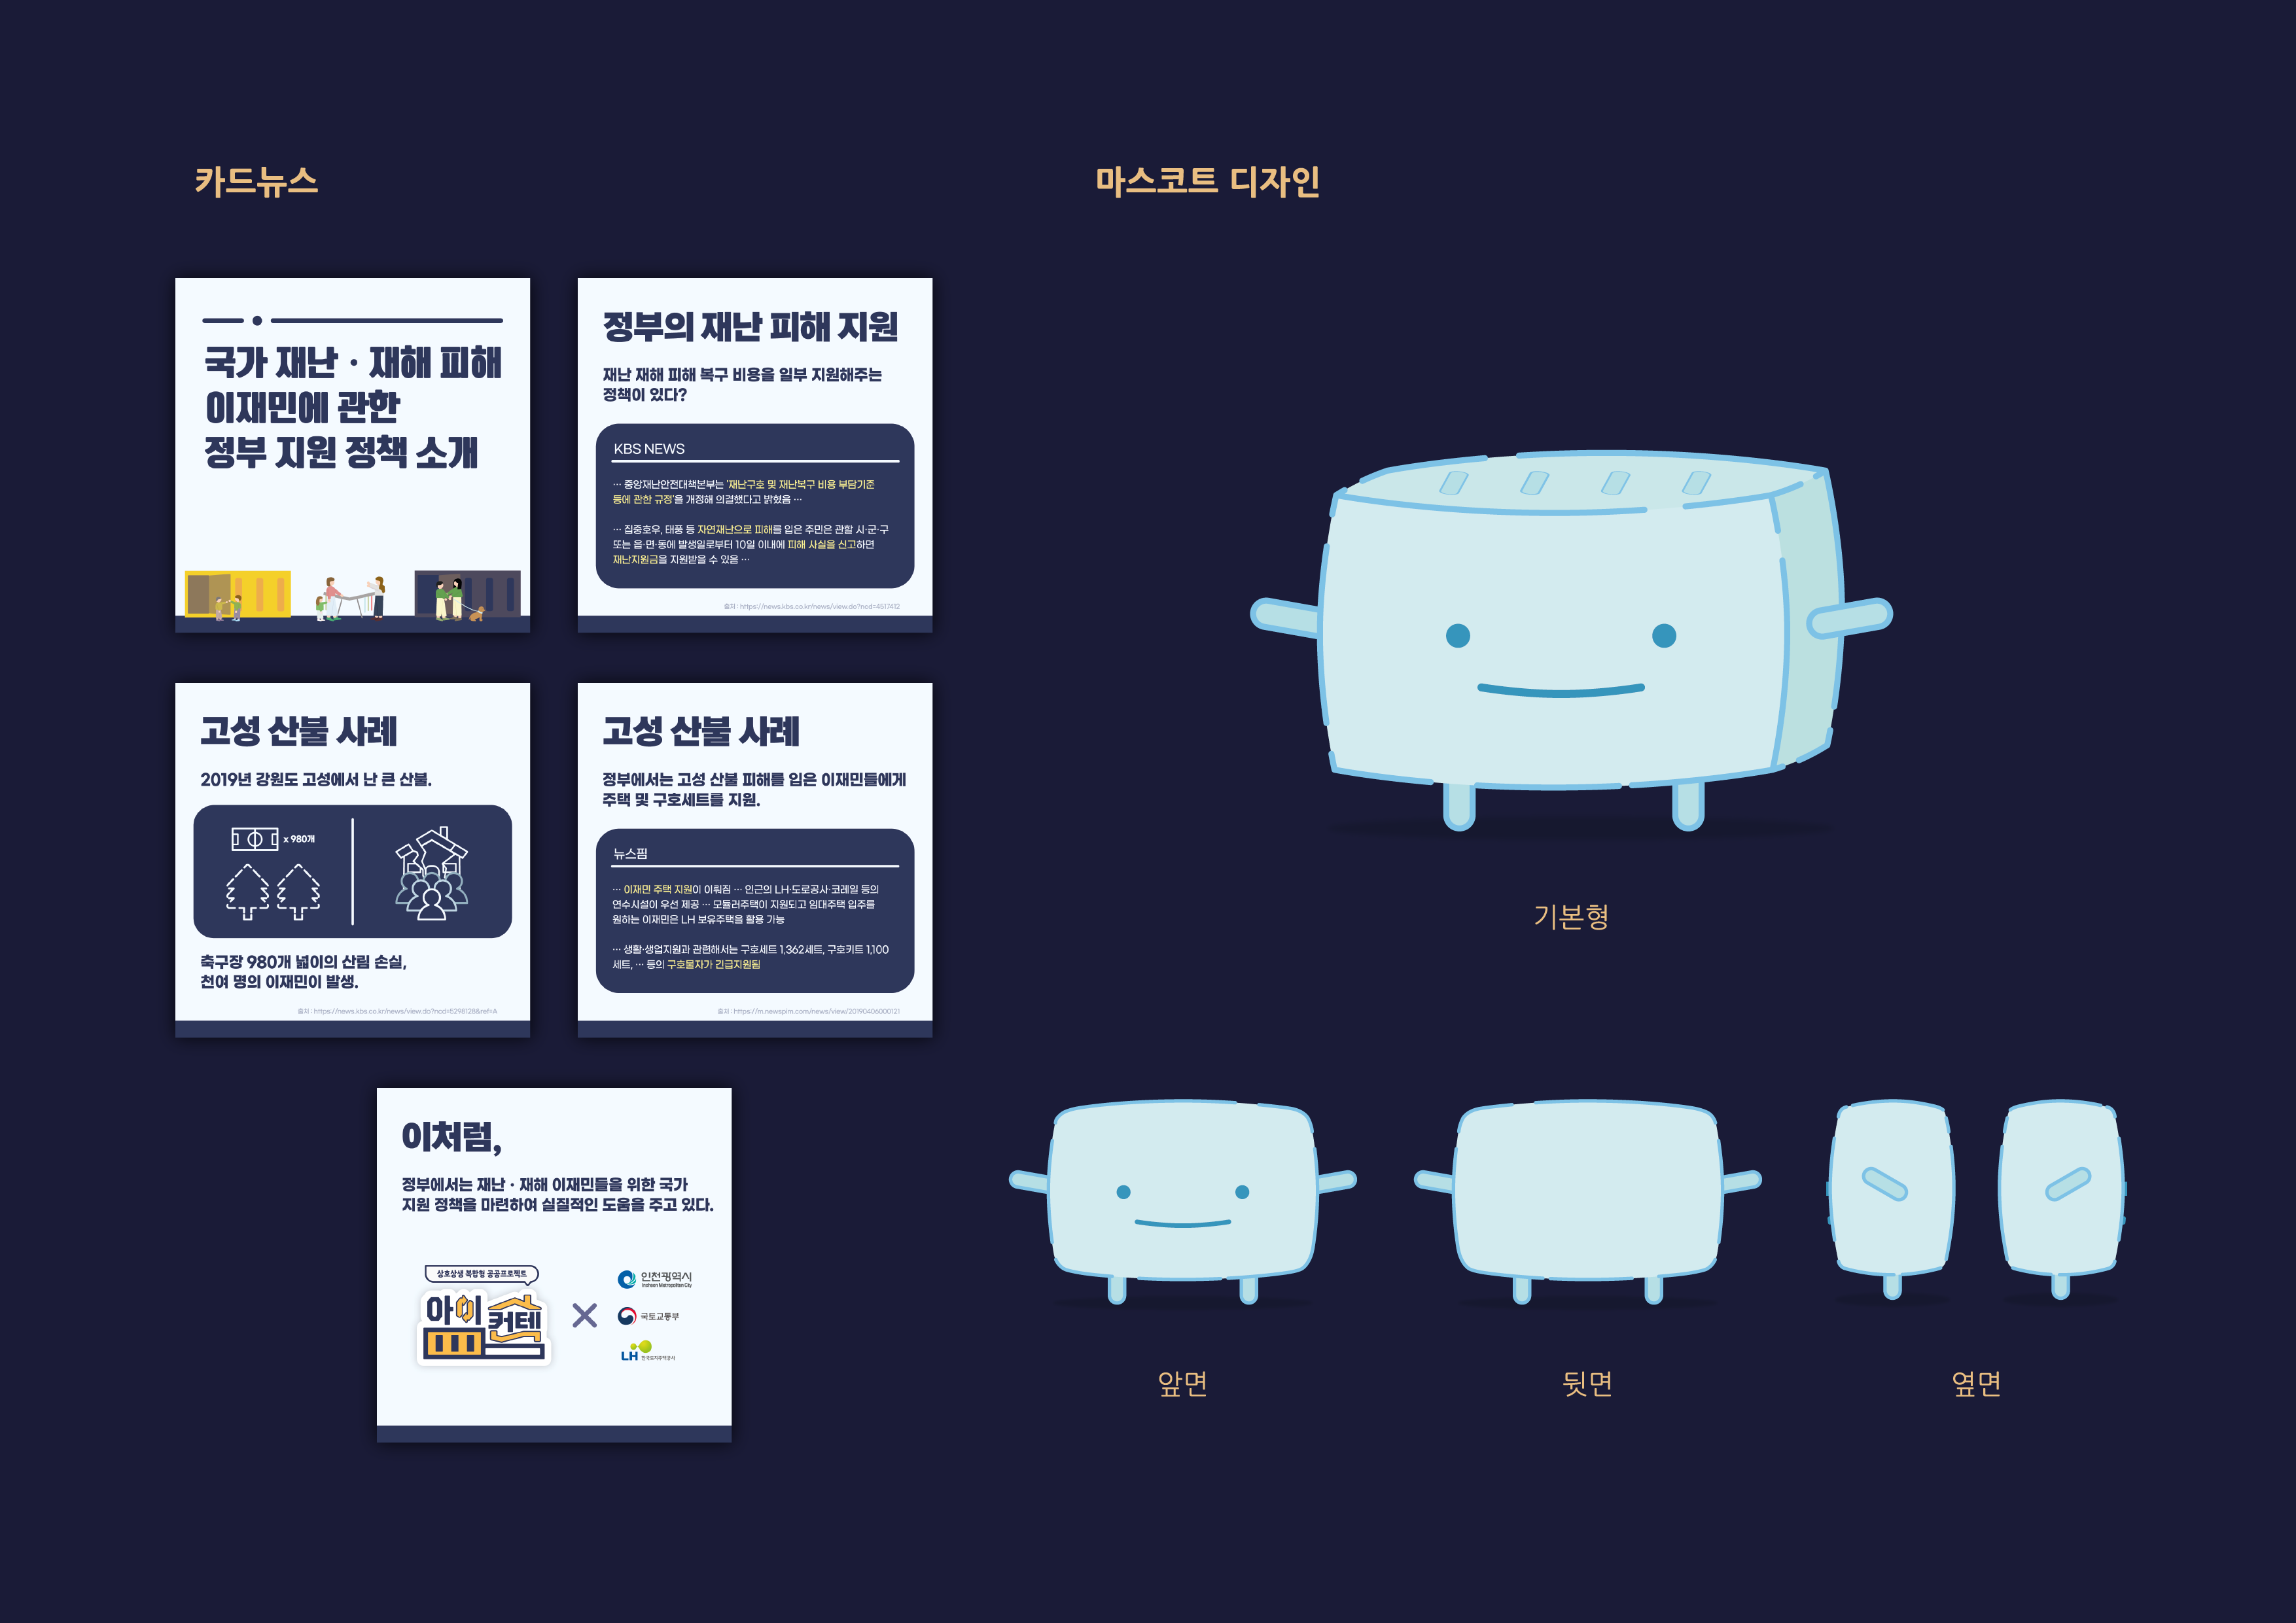 카드뉴스
국가 재난 · 재해 피해
이재민에 관한
정부 지원 정책 소개
정부의 재난 피해 지원
재난 재해 피해 복구 비용을 일부 지원해주는
정책이 있다?
KBS NEWS
··· 중앙재난안전대책본부는 '재난구호 및 재난복구 비용 부담기준
등에 관한 규정'을 개정해 의결했다고 밝혔음 ···
··· 집중호우, 태풍 등 자연재난으로 피해를 입은 주민은 관할 시·군·구
또는 읍·면·동에 발생일로부터 10일 이내에 피해 사실을 신고하면
재난지원금을 지원받을 수 있음 ···
출처 : https://news.kbs.co.kr/news/view.do?ncd=4517412
고성 산불 사례
2019년 강원도 고성에서 난 큰 산불.
x 980개
축구장 980개 넓이의 산림 손실,
천여 명의 이재민이 발생.
출처 : https://news.kbs.co.kr/news/view.do?ncd=5298128&ref=A
고성 산불 사례
정부에서는 고성 산불 피해를 입은 이재민들에게
주택 및 구호세트를 지원.
뉴스핌
··· 이재민 주택 지원이 이뤄짐 ··· 인근의 LH·도로공사·코레일 등의
연수시설이 우선 제공 ··· 모듈러주택이 지원되고 임대주택 입주를
원하는 이재민은 LH 보유주택을 활용 가능
··· 생활·생업지원과 관련해서는 구호세트 1,362세트, 구호키트 1,100
세트, ··· 등의 구호물자가 긴급지원됨
출처 : https://m.newspim.com/news/view/20190406000121
이처럼,
정부에서는 재난 · 재해 이재민들을 위한 국가
지원 정책을 마련하여 실질적인 도움을 주고 있다.
상호상생 복합형 공공프로젝트
아이
컨테
인천광역시
Incheon Metropolitan City
국토교통부
LH 한국토지주택공사
마스코트 디자인
기본형
앞면
뒷면
옆면